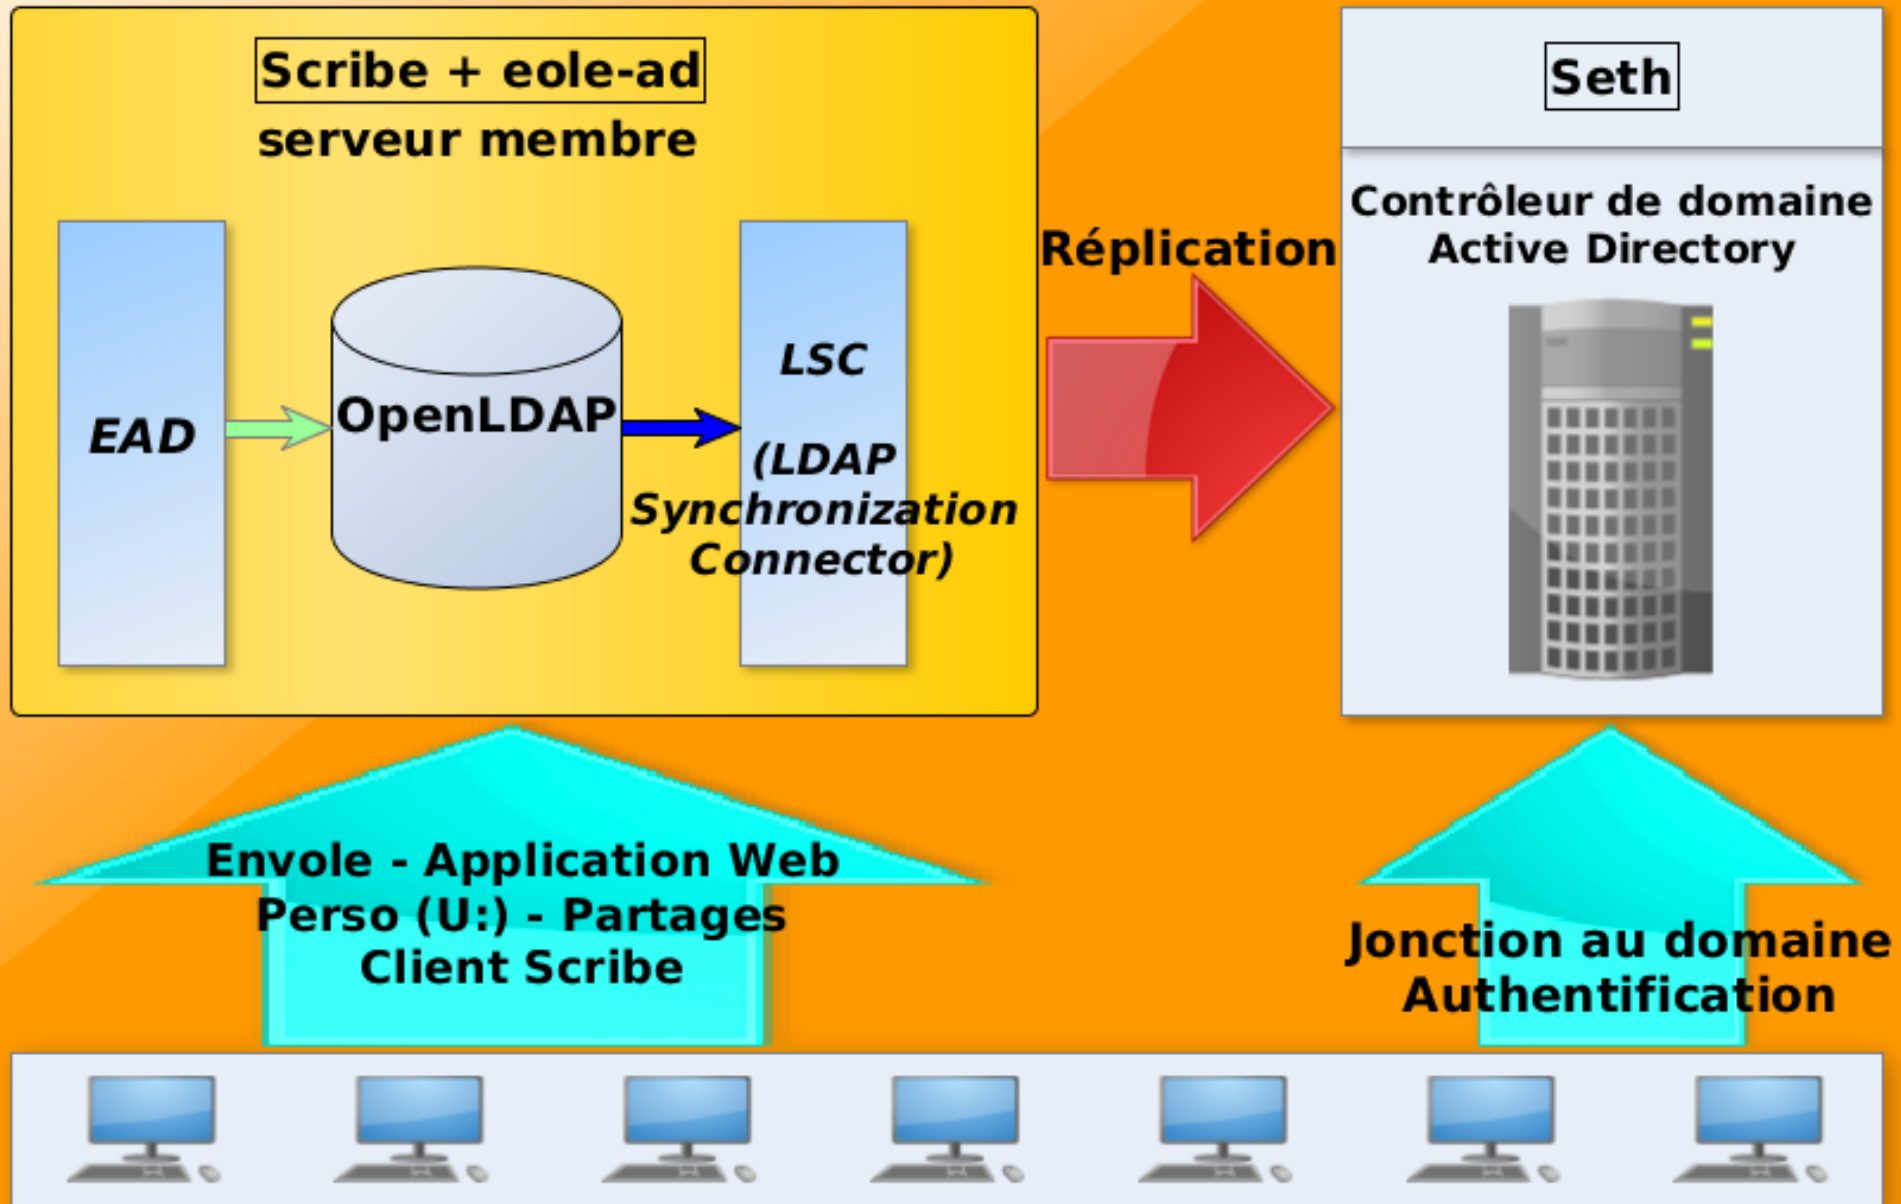 Scribe + eole-ad
serveur membre
EAD
OpenLDAP
LSC
(LDAP
Synchronization
Connector)
Réplication
Seth
Contrôleur de domaine
Active Directory
Envole - Application Web
Perso (U:) - Partages
Client Scribe
Jonction au domaine
Authentification